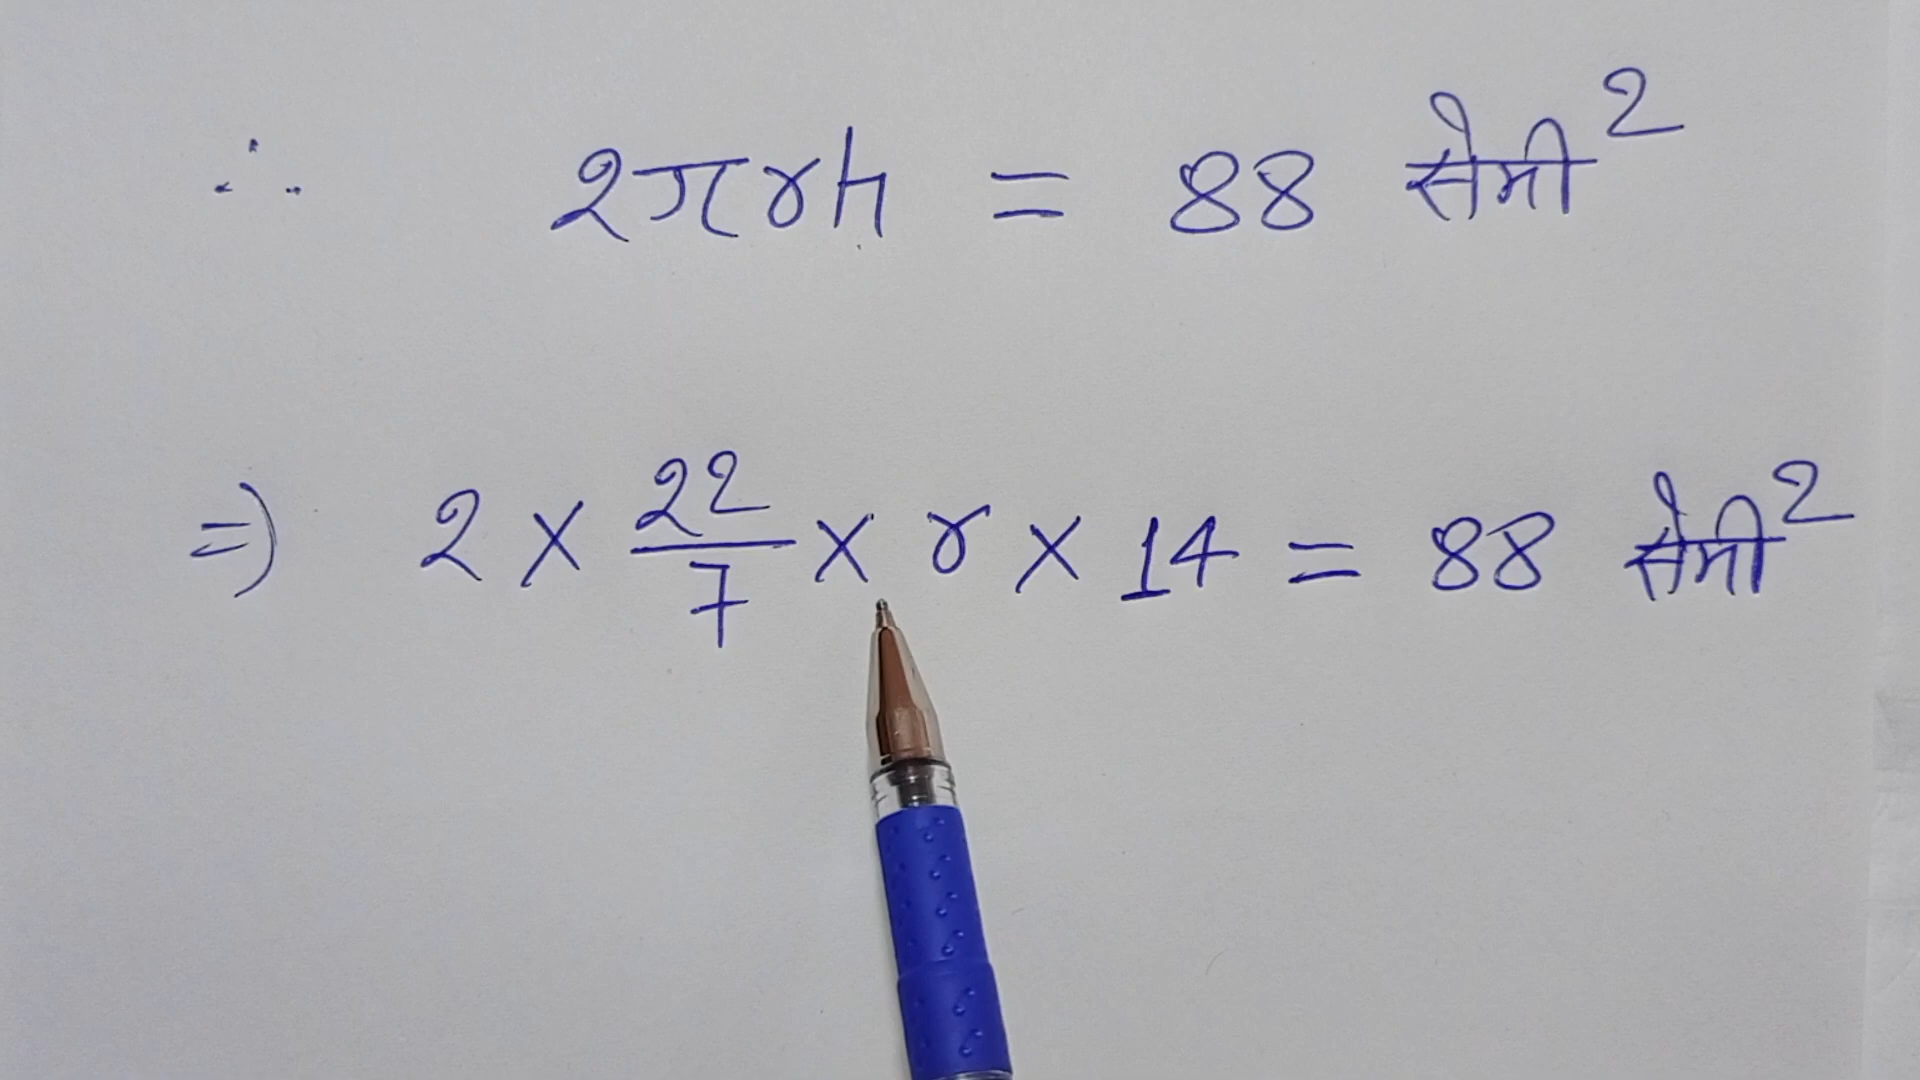 ∴ 2πrh = 88 सेमी²
⇒ 2 × 22/7 × r × 14 = 88 सेमी²